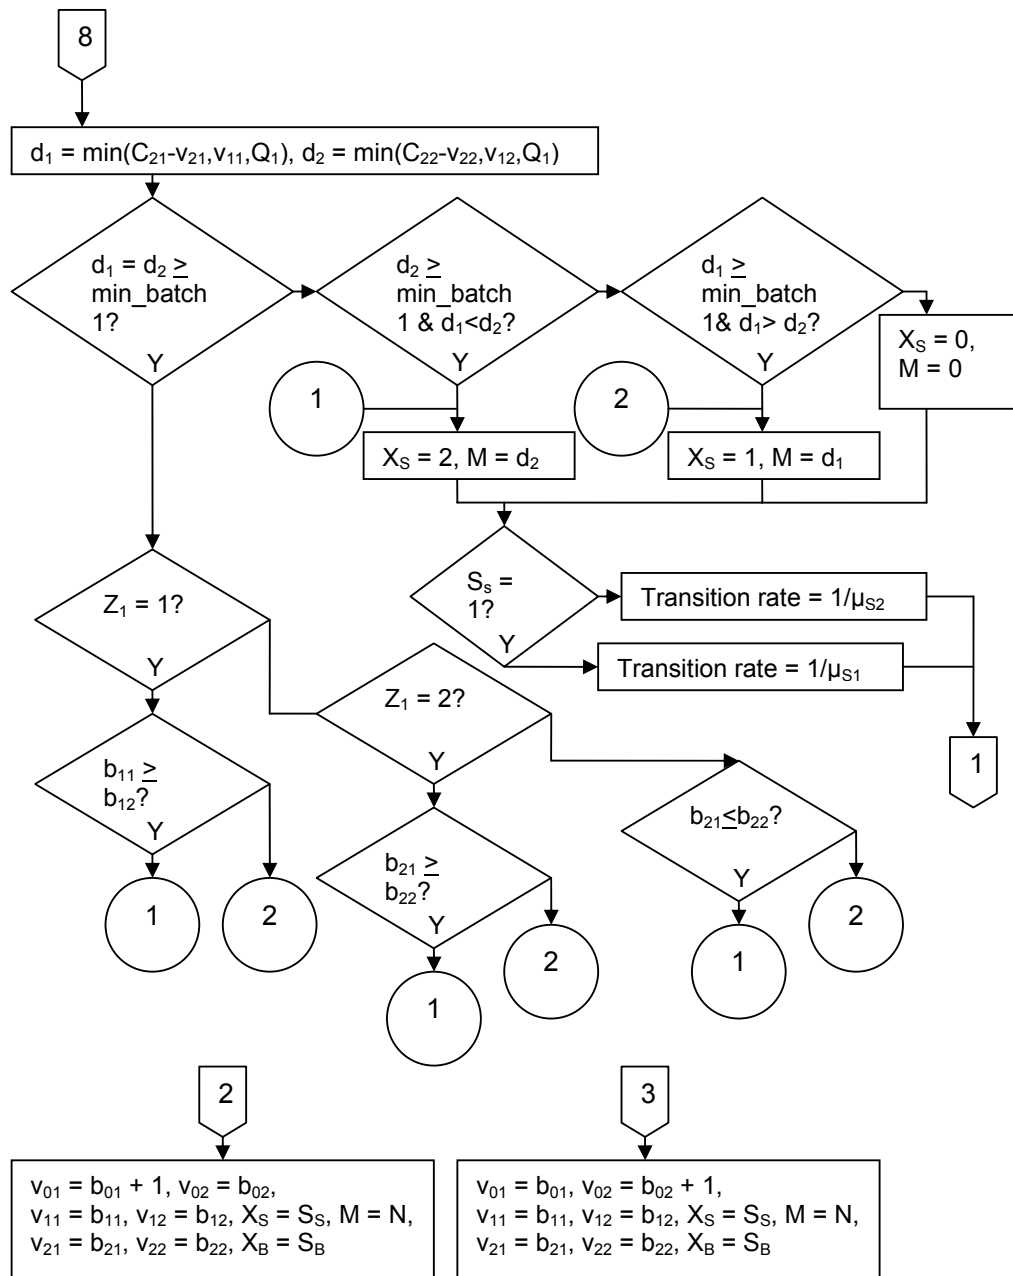 8
d₁ = min(C₂₁-v₂₁,v₁₁,Q₁), d₂ = min(C₂₂-v₂₂,v₁₂,Q₁)
d₁ = d₂ ≥
min_batch
1?
Y
d₂ ≥
min_batch
1 & d₁<d₂?
Y
d₁ ≥
min_batch
1& d₁> d₂?
Y
X_S = 0,
M = 0
1
2
X_S = 2, M = d₂
X_S = 1, M = d₁
S_s =
1?
Y
Transition rate = 1/µ_S2
Transition rate = 1/µ_S1
1
Z₁ = 1?
Y
Z₁ = 2?
Y
b₁₁ ≥
b₁₂?
Y
b₂₁ ≥
b₂₂?
Y
b₂₁≤b₂₂?
Y
1
2
1
2
1
2
2
v₀₁ = b₀₁ + 1, v₀₂ = b₀₂,
v₁₁ = b₁₁, v₁₂ = b₁₂, X_S = S_S, M = N,
v₂₁ = b₂₁, v₂₂ = b₂₂, X_B = S_B
3
v₀₁ = b₀₁, v₀₂ = b₀₂ + 1,
v₁₁ = b₁₁, v₁₂ = b₁₂, X_S = S_S, M = N,
v₂₁ = b₂₁, v₂₂ = b₂₂, X_B = S_B